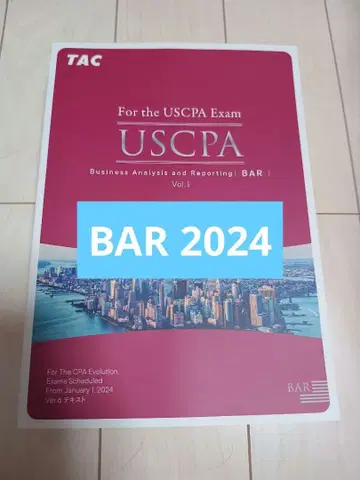 TAC
For the USCPA Exam
USCPA
Business Analysis and Reporting ( BAR )
Vol.1
BAR 2024
For The CPA Evolution,
Exams Scheduled
From January 1, 2024
Ver.6 テキスト
BAR